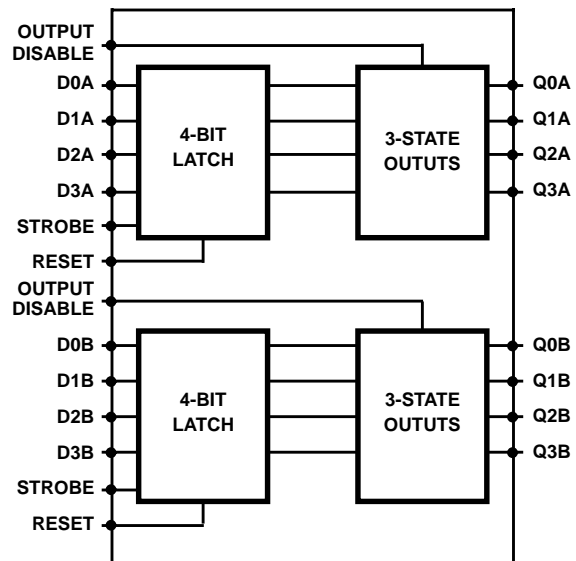 OUTPUT
DISABLE
D0A
D1A
D2A
D3A
STROBE
RESET
4-BIT
LATCH
3-STATE
OUTUTS
Q0A
Q1A
Q2A
Q3A
OUTPUT
DISABLE
D0B
D1B
D2B
D3B
STROBE
RESET
4-BIT
LATCH
3-STATE
OUTUTS
Q0B
Q1B
Q2B
Q3B